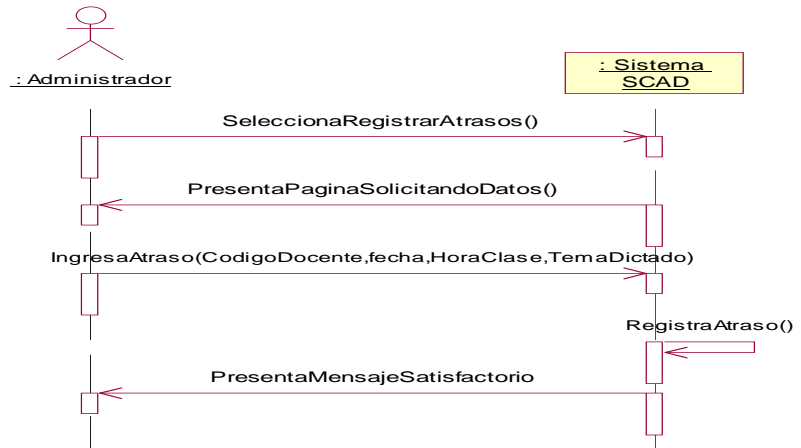 : Administrador
: Sistema
SCAD
SeleccionaRegistrarAtrasos()
PresentaPaginaSolicitandoDatos()
IngresaAtraso(CodigoDocente,fecha,HoraClase,TemaDictado)
RegistraAtraso()
PresentaMensajeSatisfactorio